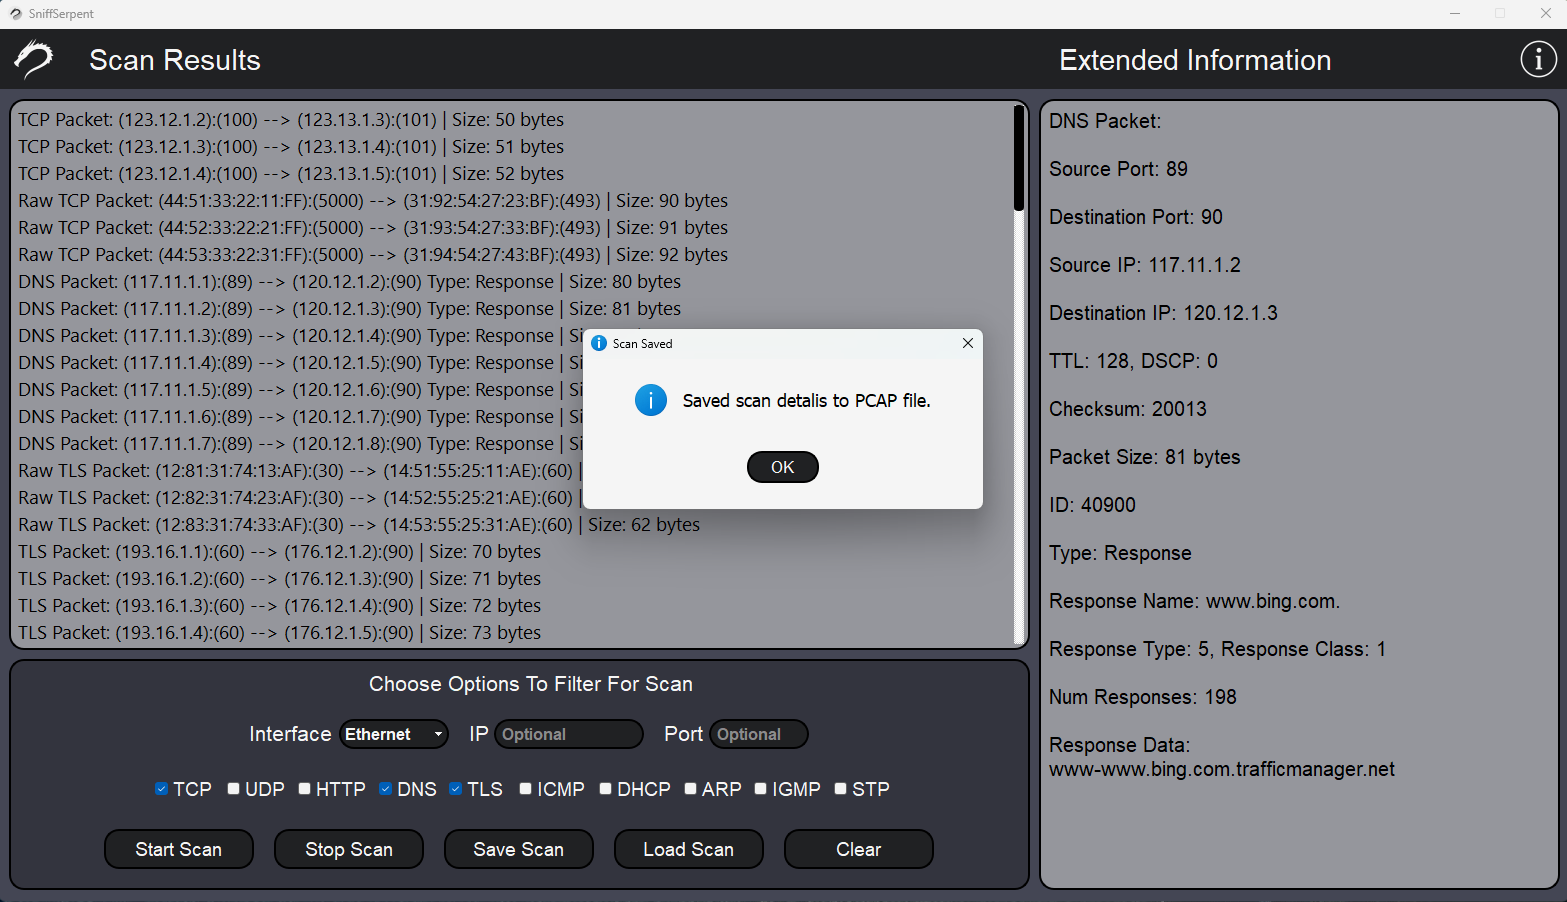 SniffSerpent
Scan Results
Extended Information
TCP Packet: (123.12.1.2):(100) --> (123.13.1.3):(101) | Size: 50 bytes
TCP Packet: (123.12.1.3):(100) --> (123.13.1.4):(101) | Size: 51 bytes
TCP Packet: (123.12.1.4):(100) --> (123.13.1.5):(101) | Size: 52 bytes
Raw TCP Packet: (44:51:33:22:11:FF):(5000) --> (31:92:54:27:23:BF):(493) | Size: 90 bytes
Raw TCP Packet: (44:52:33:22:21:FF):(5000) --> (31:93:54:27:33:BF):(493) | Size: 91 bytes
Raw TCP Packet: (44:53:33:22:31:FF):(5000) --> (31:94:54:27:43:BF):(493) | Size: 92 bytes
DNS Packet: (117.11.1.1):(89) --> (120.12.1.2):(90) Type: Response | Size: 80 bytes
DNS Packet: (117.11.1.2):(89) --> (120.12.1.3):(90) Type: Response | Size: 81 bytes
DNS Packet: (117.11.1.3):(89) --> (120.12.1.4):(90) Type: Response |
DNS Packet: (117.11.1.4):(89) --> (120.12.1.5):(90) Type: Response |
DNS Packet: (117.11.1.5):(89) --> (120.12.1.6):(90) Type: Response |
DNS Packet: (117.11.1.6):(89) --> (120.12.1.7):(90) Type: Response |
DNS Packet: (117.11.1.7):(89) --> (120.12.1.8):(90) Type: Response |
Raw TLS Packet: (12:81:31:74:13:AF):(30) --> (14:51:55:25:11:AE):(60) |
Raw TLS Packet: (12:82:31:74:23:AF):(30) --> (14:52:55:25:21:AE):(60) |
Raw TLS Packet: (12:83:31:74:33:AF):(30) --> (14:53:55:25:31:AE):(60) | Size: 62 bytes
TLS Packet: (193.16.1.1):(60) --> (176.12.1.2):(90) | Size: 70 bytes
TLS Packet: (193.16.1.2):(60) --> (176.12.1.3):(90) | Size: 71 bytes
TLS Packet: (193.16.1.3):(60) --> (176.12.1.4):(90) | Size: 72 bytes
TLS Packet: (193.16.1.4):(60) --> (176.12.1.5):(90) | Size: 73 bytes
Scan Saved
Saved scan detalis to PCAP file.
OK
DNS Packet:
Source Port: 89
Destination Port: 90
Source IP: 117.11.1.2
Destination IP: 120.12.1.3
TTL: 128, DSCP: 0
Checksum: 20013
Packet Size: 81 bytes
ID: 40900
Type: Response
Response Name: www.bing.com.
Response Type: 5, Response Class: 1
Num Responses: 198
Response Data:
www-www.bing.com.trafficmanager.net
Choose Options To Filter For Scan
Interface Ethernet IP Optional Port Optional
TCP UDP HTTP DNS TLS ICMP DHCP ARP IGMP STP
Start Scan Stop Scan Save Scan Load Scan Clear